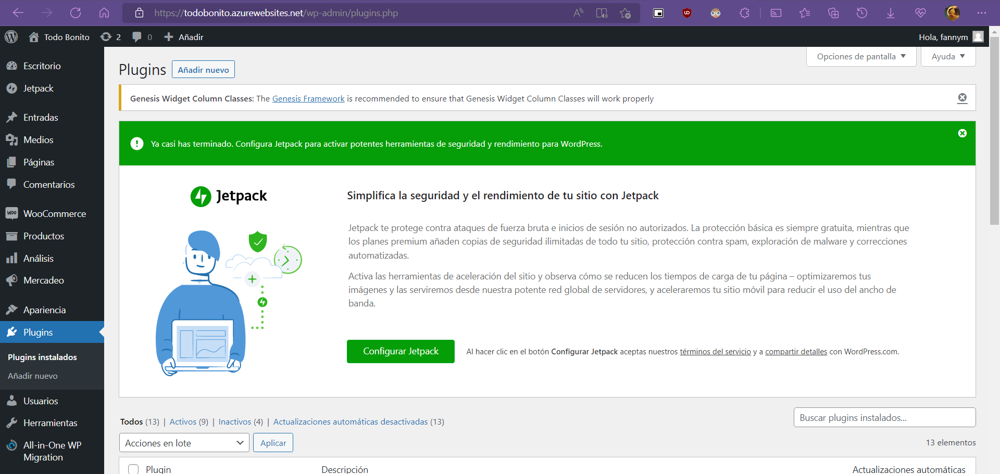 https://todobonito.azurewebsites.net/wp-admin/plugins.php
Todo Bonito 2 0 Añadir
Hola, fannym
Escritorio
Jetpack
Entradas
Medios
Páginas
Comentarios
WooCommerce
Productos
Análisis
Mercadeo
Apariencia
Plugins
Plugins instalados
Añadir nuevo
Usuarios
Herramientas
All-in-One WP
Migration
Opciones de pantalla
Ayuda
Plugins Añadir nuevo
Genesis Widget Column Classes: The Genesis Framework is recommended to ensure that Genesis Widget Column Classes will work properly
Ya casi has terminado. Configura Jetpack para activar potentes herramientas de seguridad y rendimiento para WordPress.
Jetpack
Simplifica la seguridad y el rendimiento de tu sitio con Jetpack
Jetpack te protege contra ataques de fuerza bruta e inicios de sesión no autorizados. La protección básica es siempre gratuita, mientras que
los planes premium añaden copias de seguridad ilimitadas de todo tu sitio, protección contra spam, exploración de malware y correcciones
automatizadas.
Activa las herramientas de aceleración del sitio y observa cómo se reducen los tiempos de carga de tu página – optimizaremos tus
imágenes y las serviremos desde nuestra potente red global de servidores, y aceleraremos tu sitio móvil para reducir el uso del ancho de
banda.
Configurar Jetpack
Al hacer clic en el botón Configurar Jetpack aceptas nuestros términos del servicio y a compartir detalles con WordPress.com.
Todos (13) | Activos (9) | Inactivos (4) | Actualizaciones automáticas desactivadas (13)
Buscar plugins instalados...
Acciones en lote
Aplicar
13 elementos
Plugin
Descripción
Actualizaciones automáticas